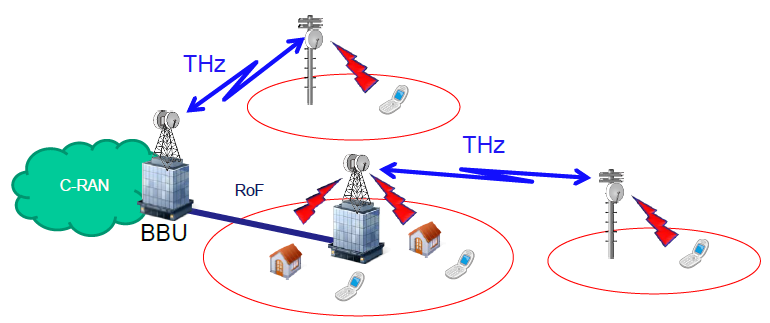 THz
THz
C-RAN
RoF
BBU